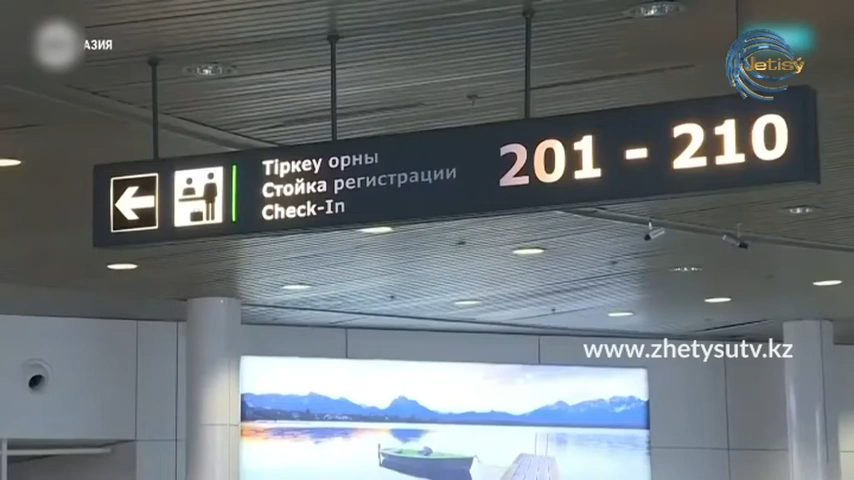 АЗИЯ
Jetisý
Тіркеу орны
Стойка регистрации
Check-In
201 - 210
www.zhetysutv.kz